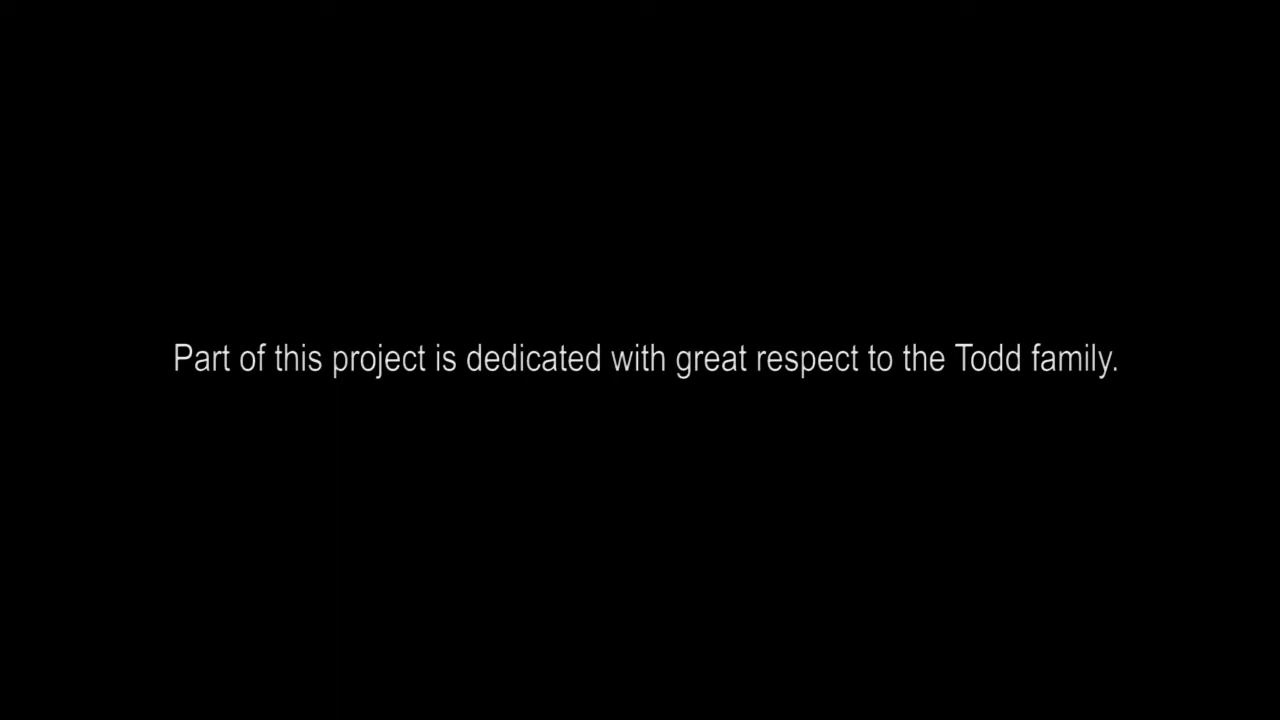 Part of this project is dedicated with great respect to the Todd family.